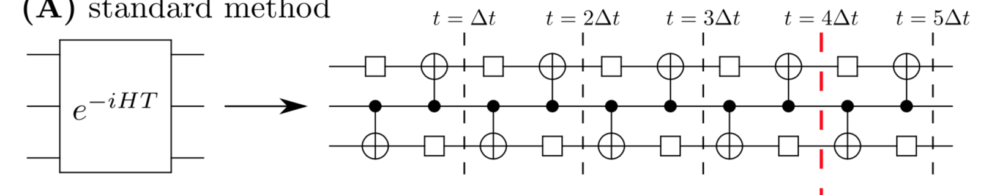 (A) standard method
t = Δt
t = 2Δt
t = 3Δt
t = 4Δt
t = 5Δt
e^{-iHT}